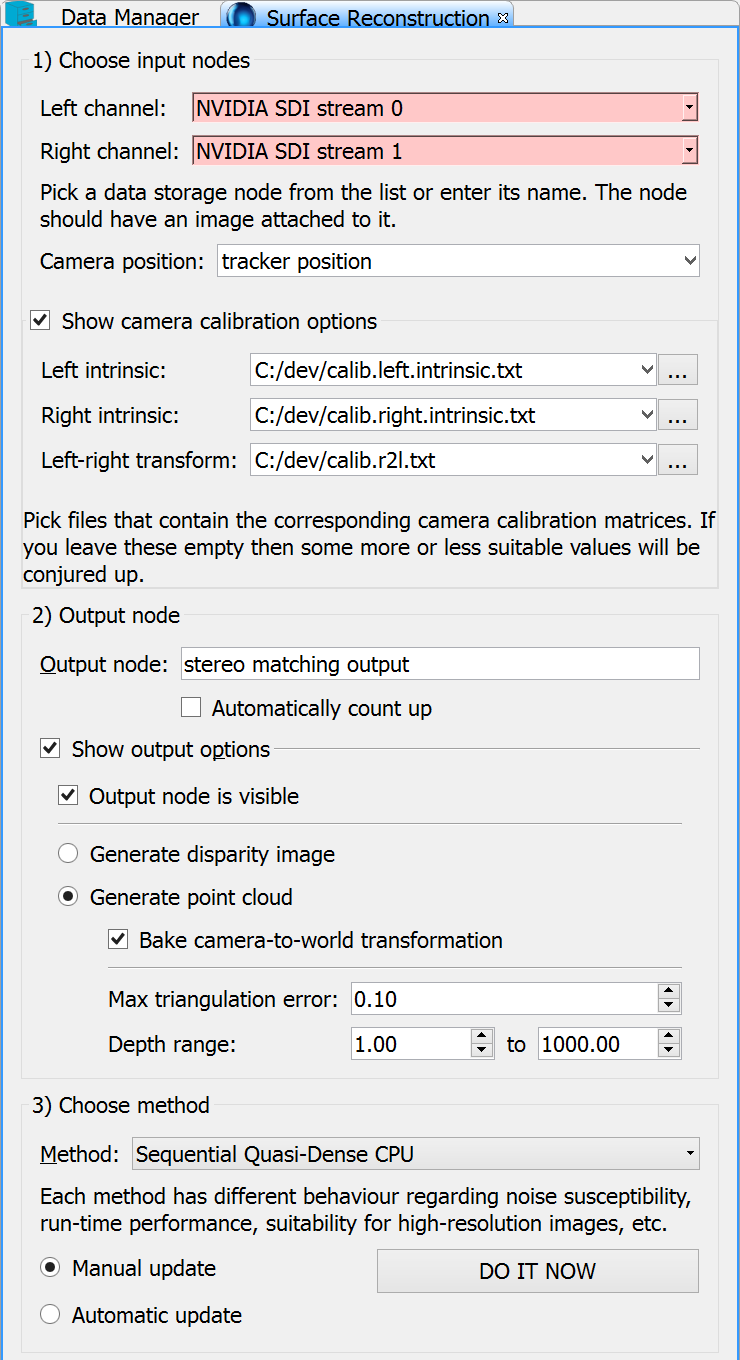 Data Manager
Surface Reconstruction
1) Choose input nodes
Left channel: NVIDIA SDI stream 0
Right channel: NVIDIA SDI stream 1
Pick a data storage node from the list or enter its name. The node
should have an image attached to it.
Camera position: tracker position
Show camera calibration options
Left intrinsic: C:/dev/calib.left.intrinsic.txt ...
Right intrinsic: C:/dev/calib.right.intrinsic.txt ...
Left-right transform: C:/dev/calib.r2l.txt ...
Pick files that contain the corresponding camera calibration matrices. If
you leave these empty then some more or less suitable values will be
conjured up.
2) Output node
Output node: stereo matching output
Automatically count up
Show output options
Output node is visible
Generate disparity image
Generate point cloud
Bake camera-to-world transformation
Max triangulation error: 0.10
Depth range: 1.00 to 1000.00
3) Choose method
Method: Sequential Quasi-Dense CPU
Each method has different behaviour regarding noise susceptibility,
run-time performance, suitability for high-resolution images, etc.
Manual update DO IT NOW
Automatic update